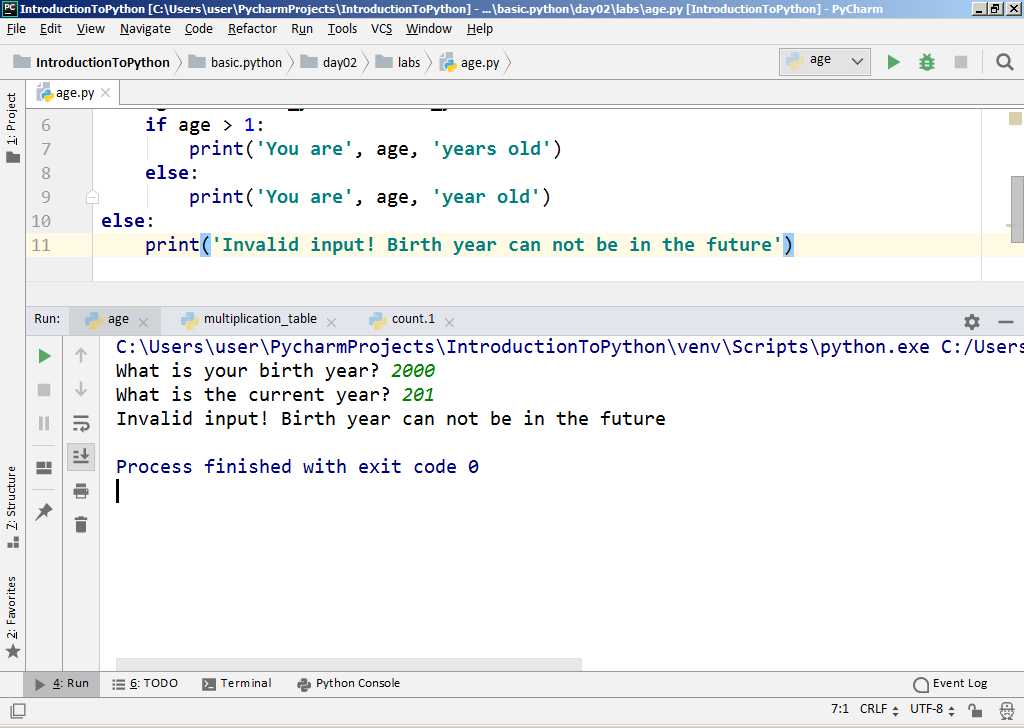 PC IntroductionToPython [C:\Users\user\PycharmProjects\IntroductionToPython] - ...\basic.python\day02\labs\age.py [IntroductionToPython] - PyCharm
File Edit View Navigate Code Refactor Run Tools VCS Window Help
IntroductionToPython basic.python day02 labs age.py age
1: Project
age.py
6 if age > 1:
7 print('You are', age, 'years old')
8 else:
9 print('You are', age, 'year old')
10 else:
11 print('Invalid input! Birth year can not be in the future')
Run: age multiplication_table count.1
C:\Users\user\PycharmProjects\IntroductionToPython\venv\Scripts\python.exe C:/Users
What is your birth year? 2000
What is the current year? 201
Invalid input! Birth year can not be in the future
Process finished with exit code 0
7: Structure
2: Favorites
4: Run 6: TODO Terminal Python Console Event Log
7:1 CRLF UTF-8